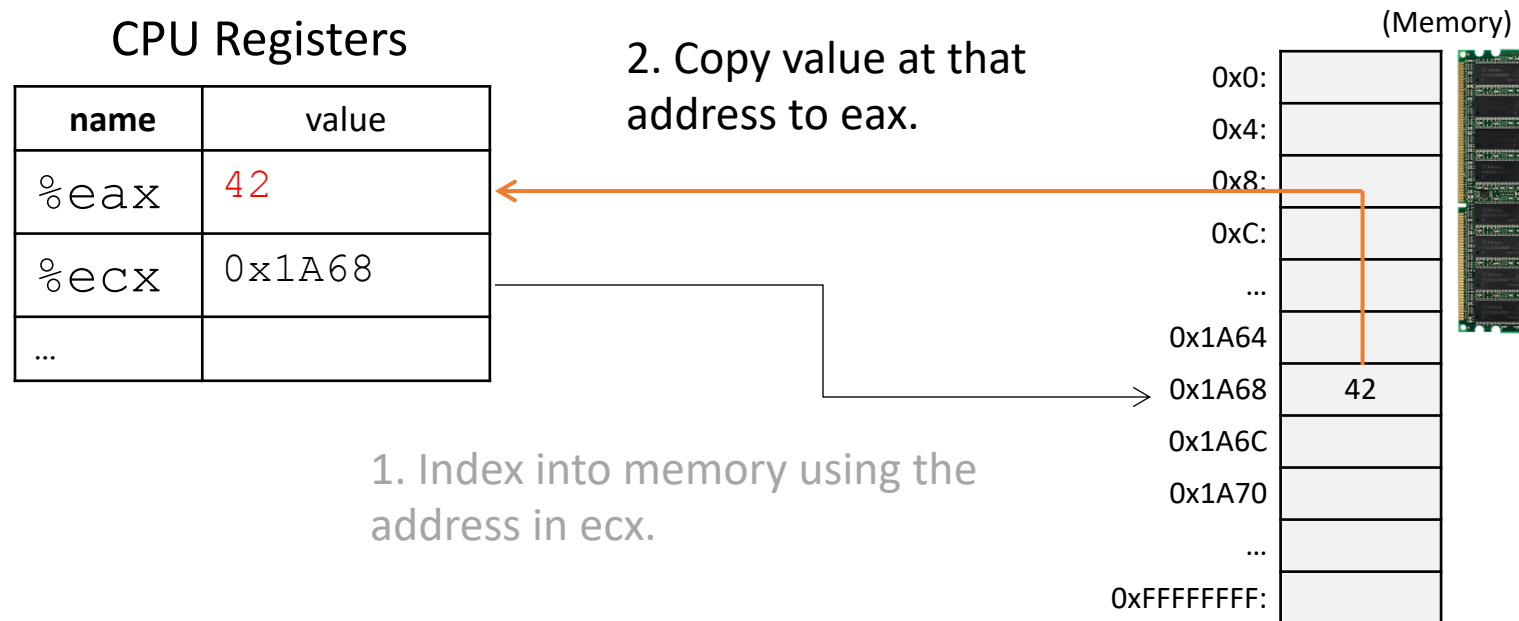 CPU Registers
name value
%eax 42
%ecx 0x1A68
…
2. Copy value at that
address to eax.
1. Index into memory using the
address in ecx.
(Memory)
0x0:
0x4:
0x8:
0xC:
…
0x1A64
0x1A68 42
0x1A6C
0x1A70
…
0xFFFFFFFF: